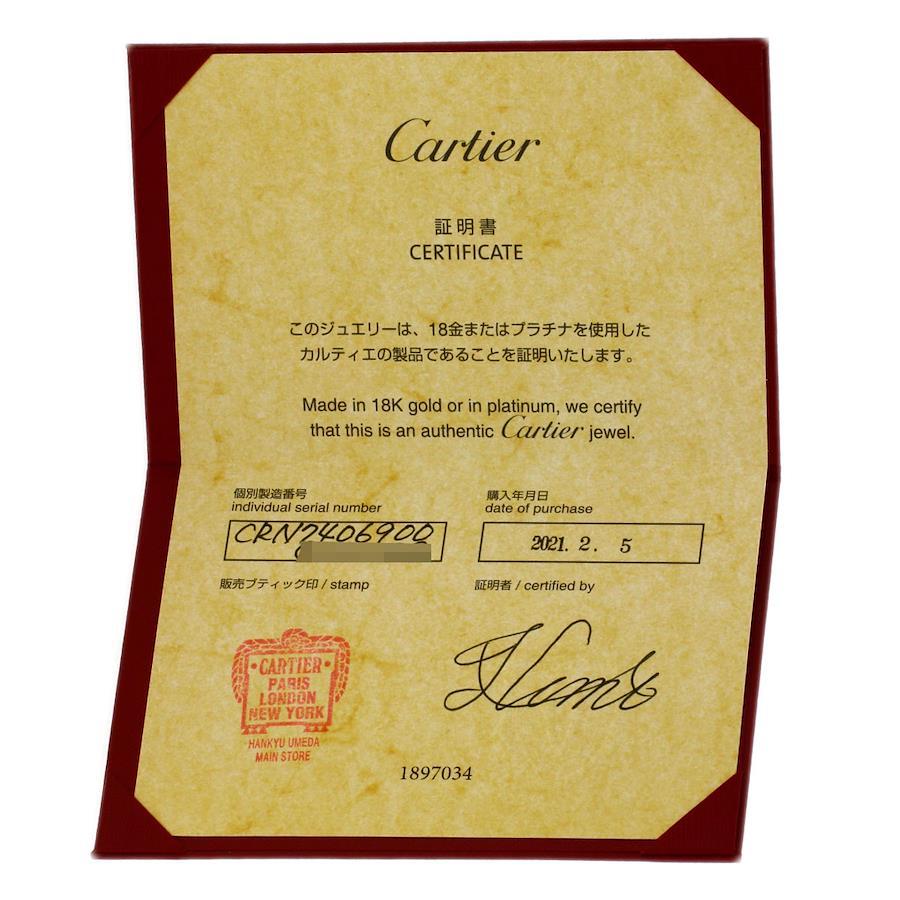 Cartier
証明書
CERTIFICATE
このジュエリーは、18金またはプラチナを使用した
カルティエの製品であることを証明いたします。
Made in 18K gold or in platinum, we certify
that this is an authentic Cartier jewel.
個別製造番号
individual serial number
CRN7406900
購入年月日
date of purchase
2021. 2. 5
販売ブティック印 / stamp
証明者 / certified by
·CARTIER·
PARIS
LONDON
NEW YORK
HANKYU UMEDA
MAIN STORE
1897034